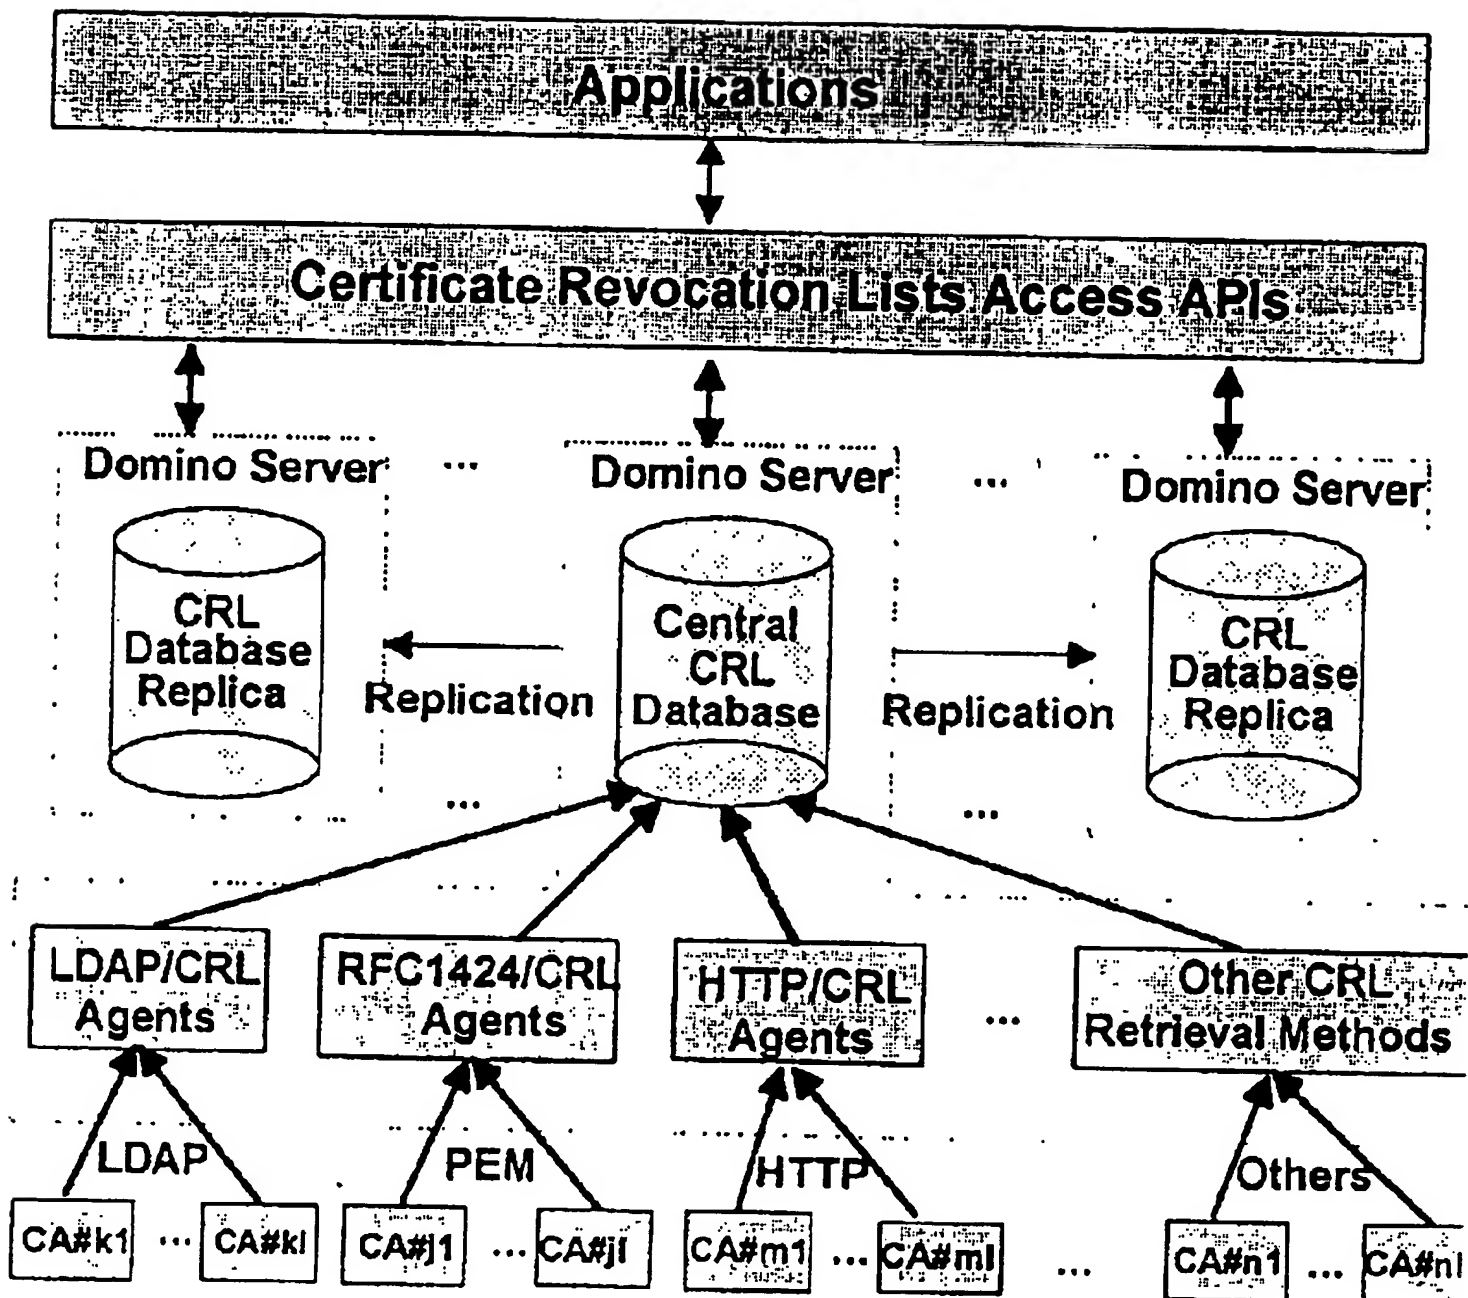 Applications
Certificate Revocation Lists Access APIs
Domino Server ... Domino Server ... Domino Server
CRL
Database
Replica
Replication
Central
CRL
Database
Replication
CRL
Database
Replica
... ...
LDAP/CRL
Agents
RFC1424/CRL
Agents
HTTP/CRL
Agents
...
Other CRL
Retrieval Methods
LDAP PEM HTTP Others
CA#k1 ... CA#kl CA#j1 ... CA#jl CA#m1 ... CA#ml ... CA#n1 ... CA#nl